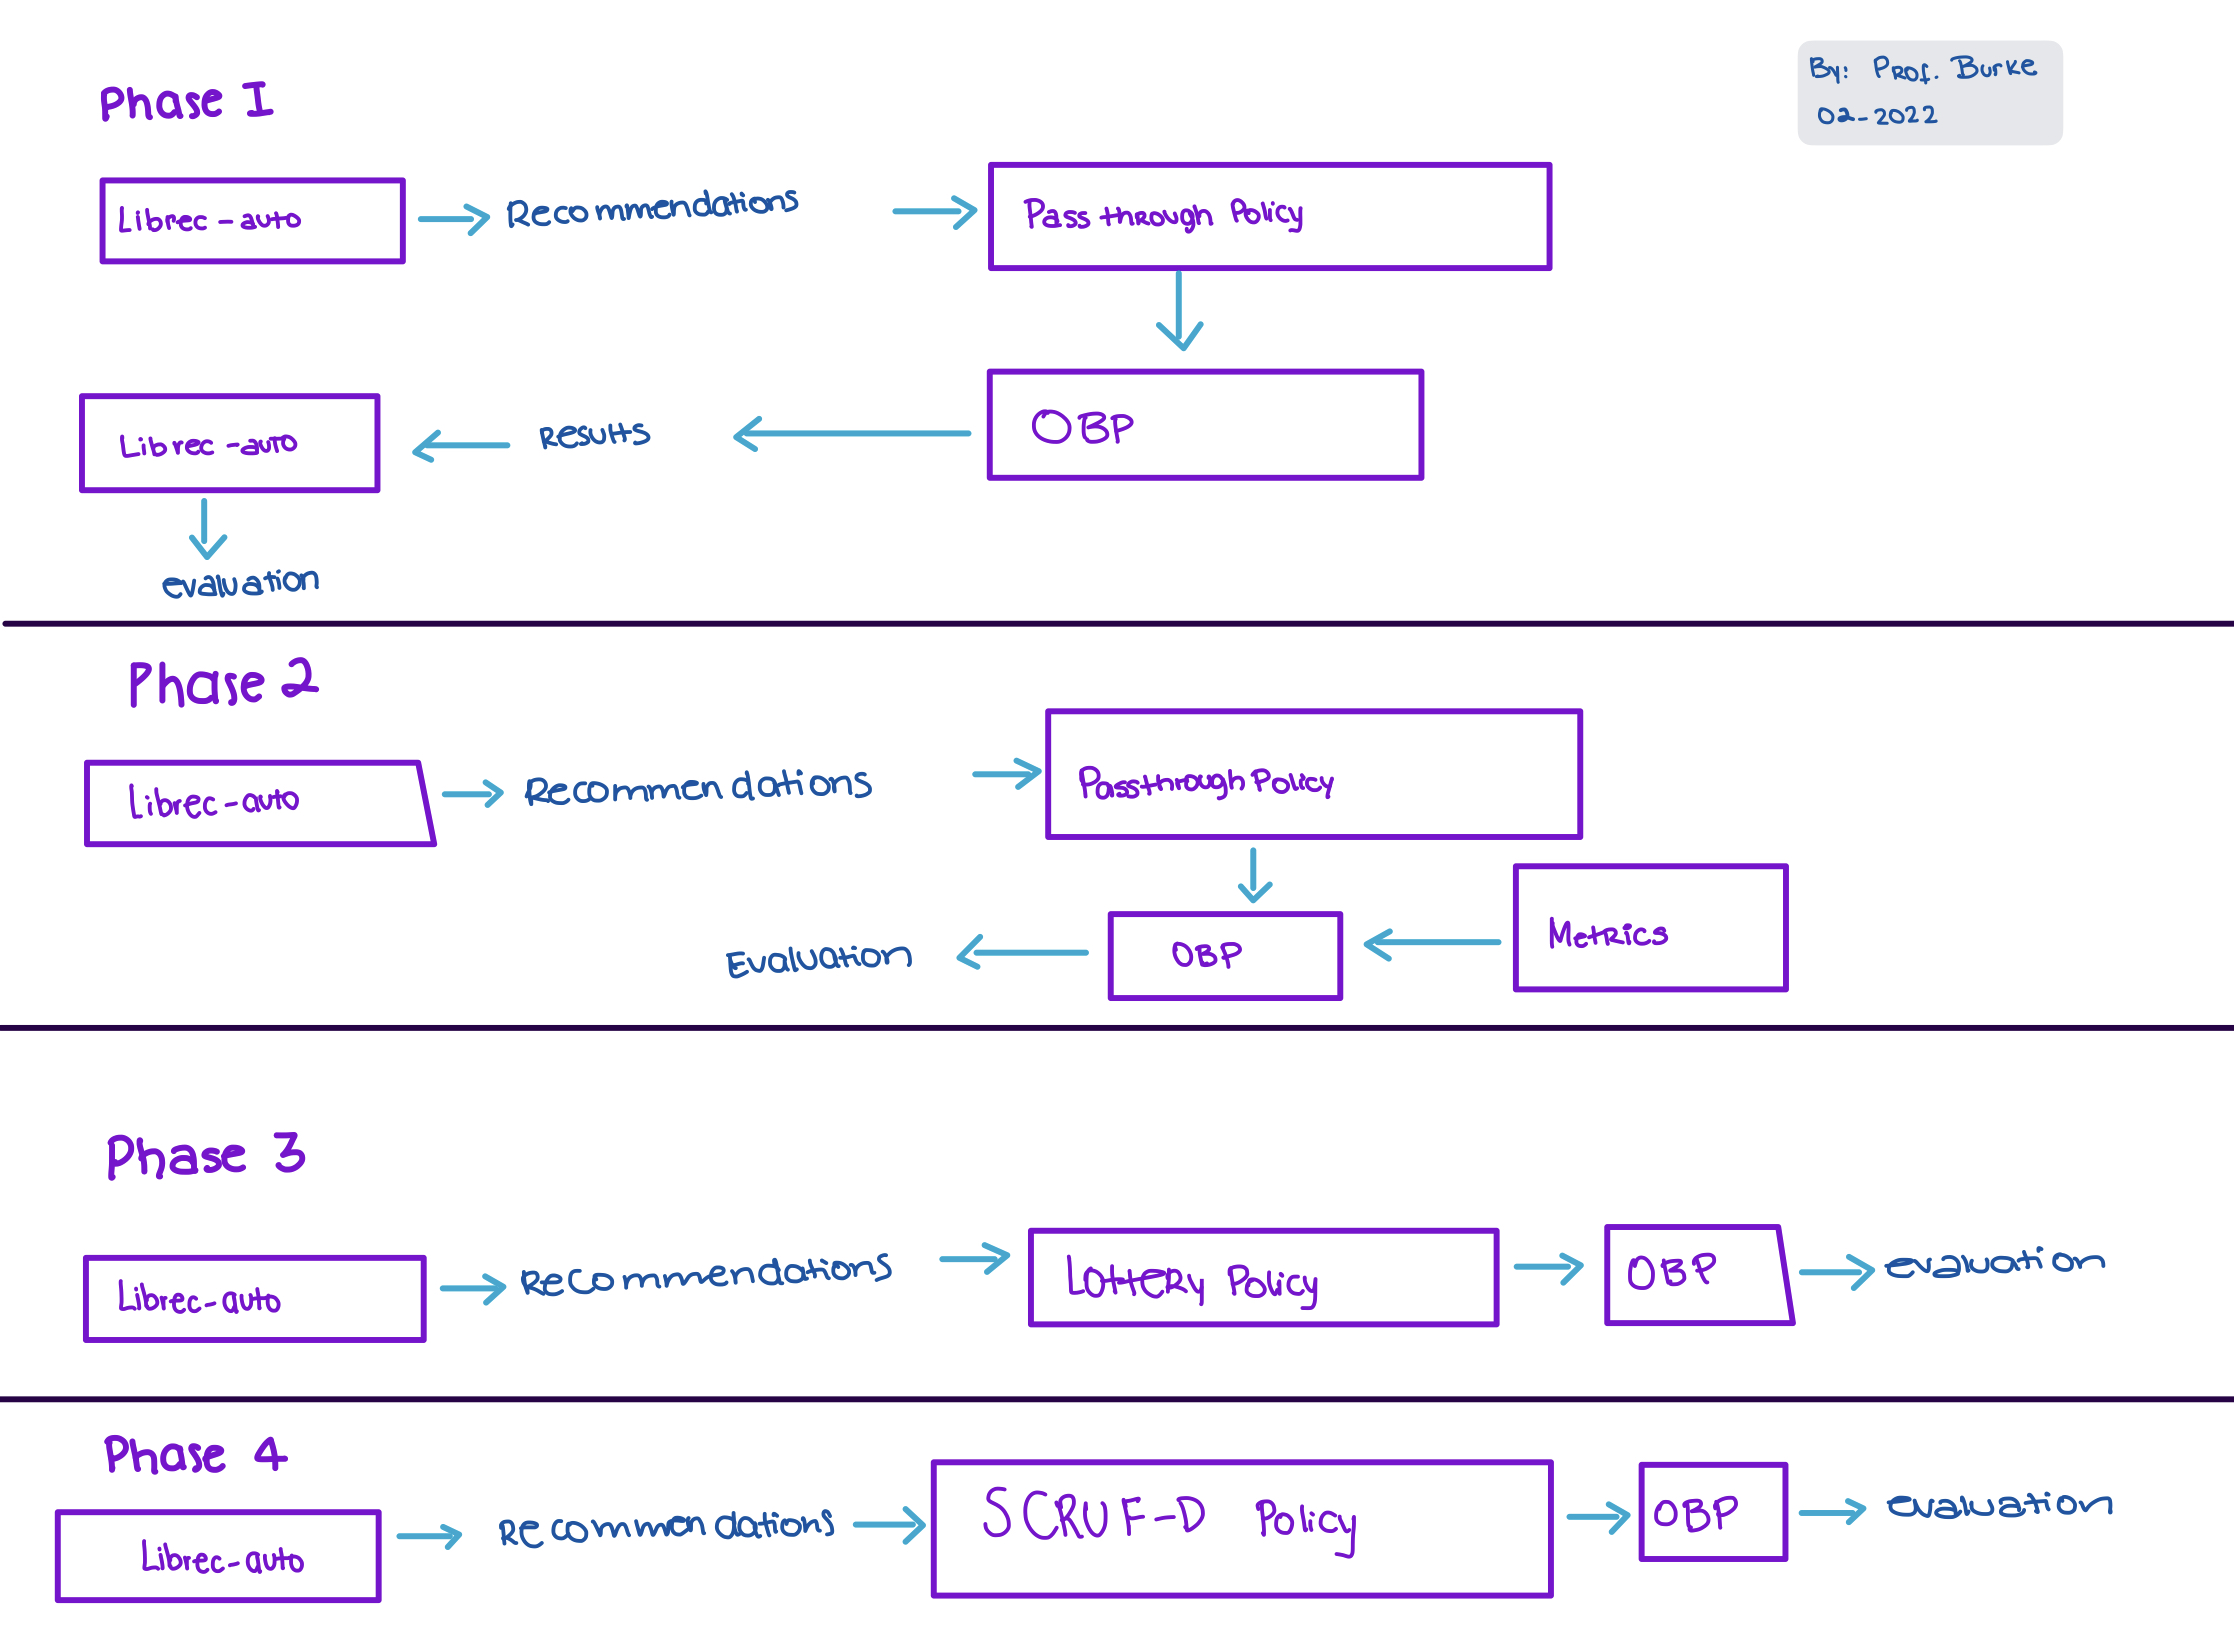 Phase I
By: Prof. Burke
02-2022
Librec-auto
Recommendations
Pass through Policy
Librec-auto
Results
OBP
evaluation
Phase 2
Librec-auto
Recommendations
Passthrough Policy
Evaluation
OBP
Metrics
Phase 3
Librec-auto
Recommendations
Lottery Policy
OBP
evaluation
Phase 4
Librec-auto
Recommendations
SCRUF-D Policy
OBP
evaluation